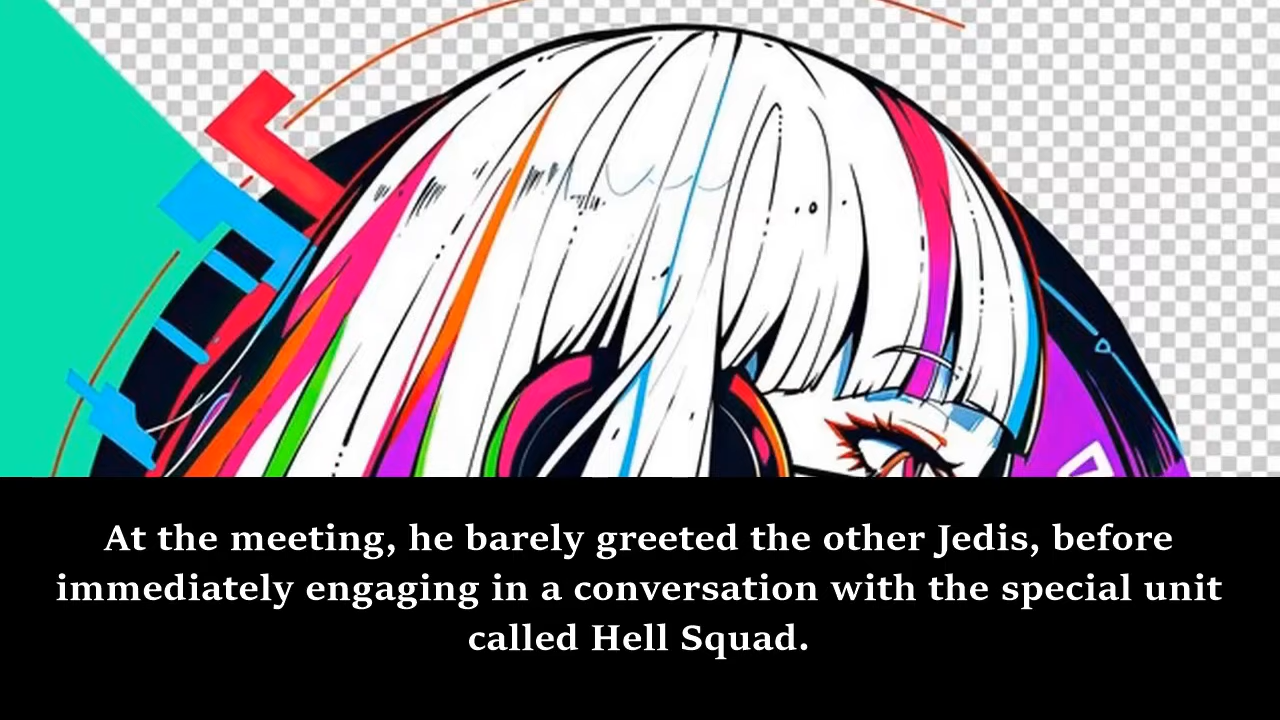 At the meeting, he barely greeted the other Jedis, before
immediately engaging in a conversation with the special unit
called Hell Squad.